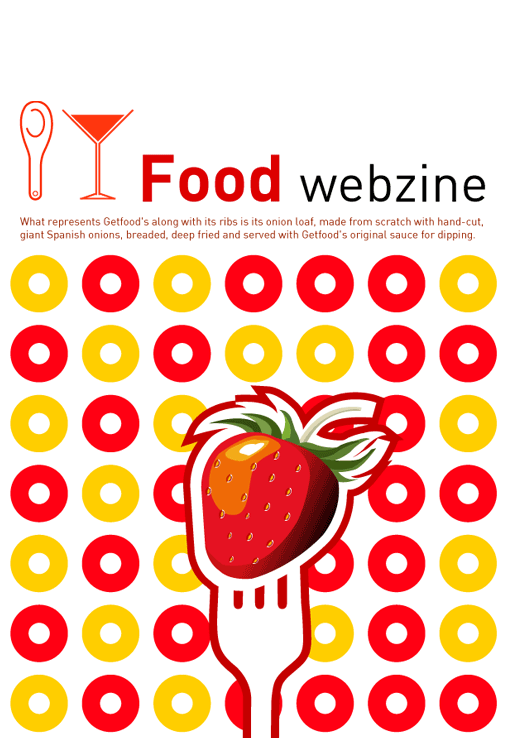 Food webzine
What represents Getfood's along with its ribs is its onion loaf, made from scratch with hand-cut,
giant Spanish onions, breaded, deep fried and served with Getfood's original sauce for dipping.